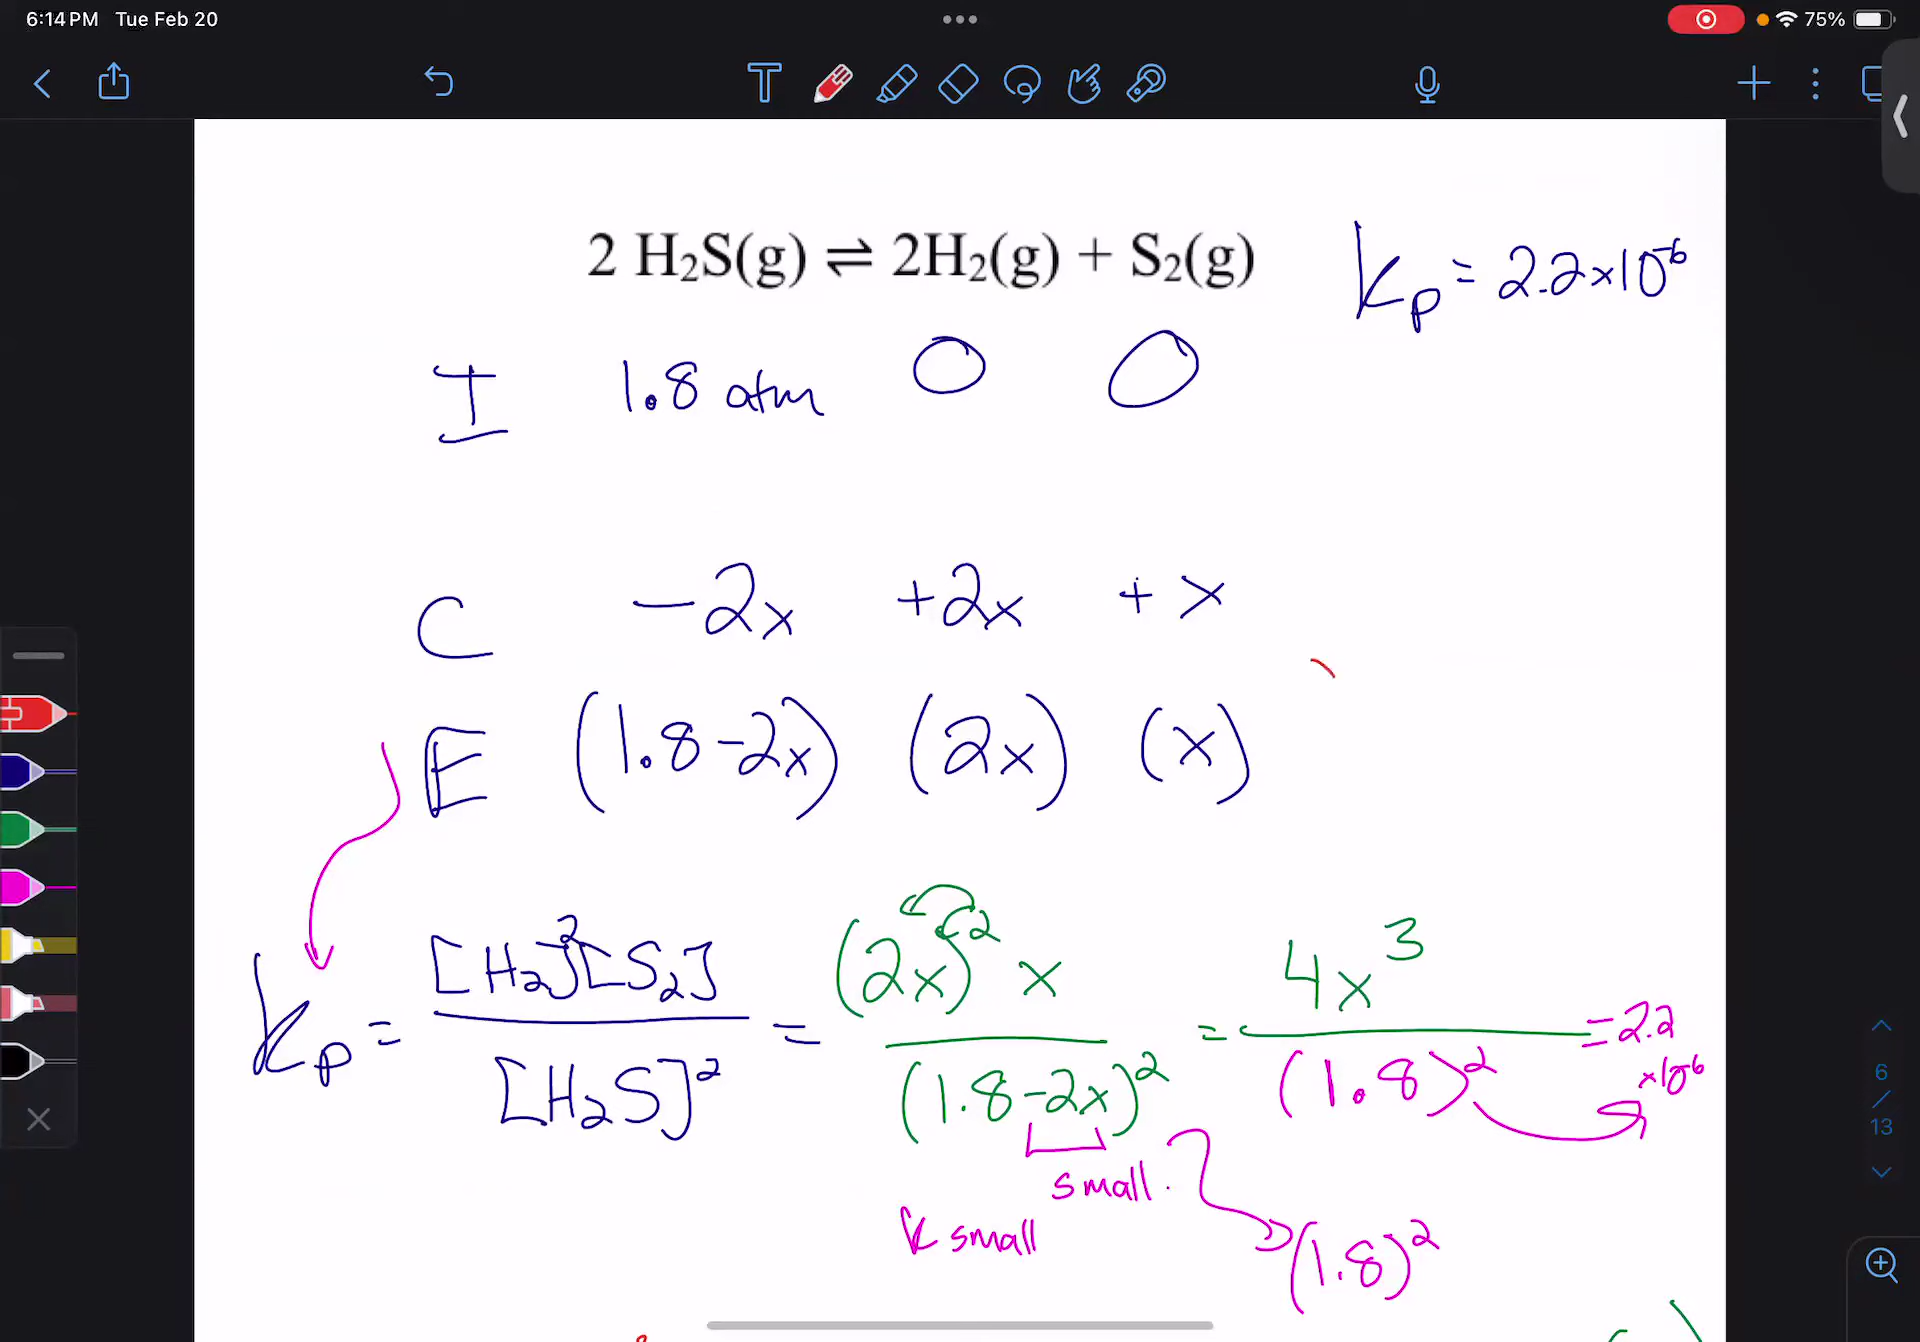 6:14 PM Tue Feb 20
75%
2 H₂S(g) ⇌ 2H₂(g) + S₂(g)
Kp = 2.2×10⁻⁶
I 1.8 atm 0 0
C −2x +2x + x
E (1.8−2x) (2x) (x)
Kp = [H₂]²[S₂] / [H₂S]² = (2x)² x / (1.8−2x)² = 4x³ / (1.8)² = 2.2 ×10⁻⁶
small.
K small
(1.8)²
6 / 13